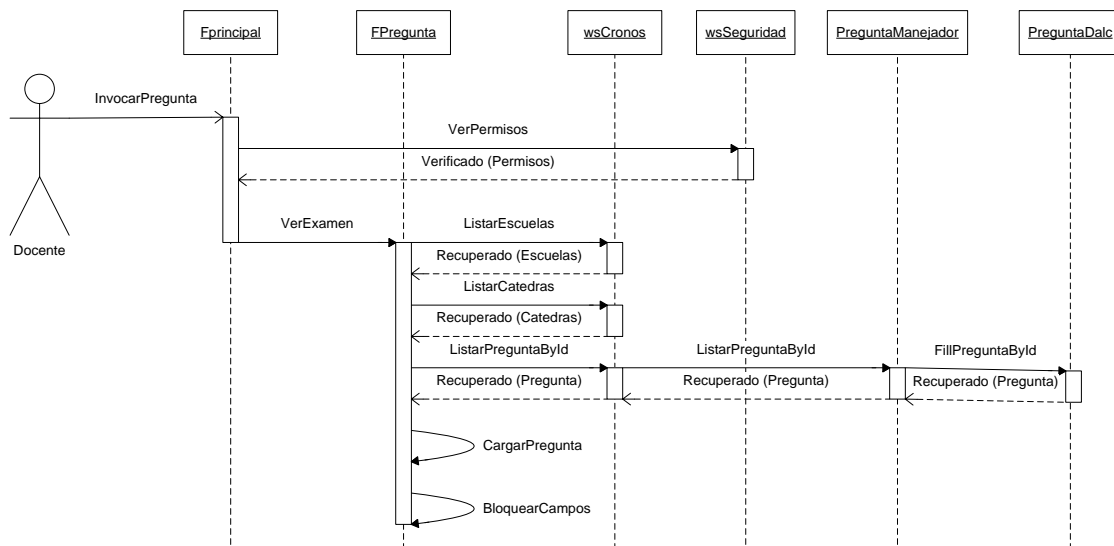 Fprincipal
FPregunta
wsCronos
wsSeguridad
PreguntaManejador
PreguntaDalc
InvocarPregunta
VerPermisos
Verificado (Permisos)
VerExamen
ListarEscuelas
Docente
Recuperado (Escuelas)
ListarCatedras
Recuperado (Catedras)
ListarPreguntaById
ListarPreguntaById
FillPreguntaById
Recuperado (Pregunta)
Recuperado (Pregunta)
Recuperado (Pregunta)
CargarPregunta
BloquearCampos